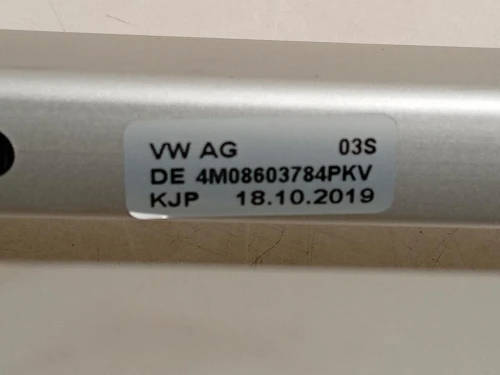 VW AG 03S
DE 4M08603784PKV
KJP 18.10.2019